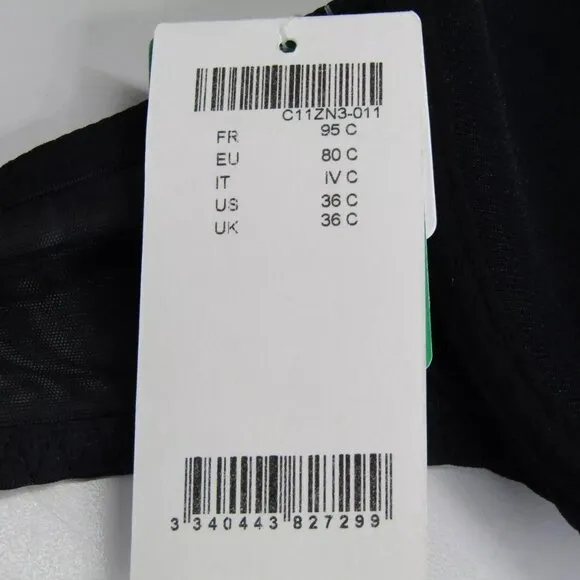 C11ZN3-011
FR 95 C
EU 80 C
IT IV C
US 36 C
UK 36 C
3 340443 827299